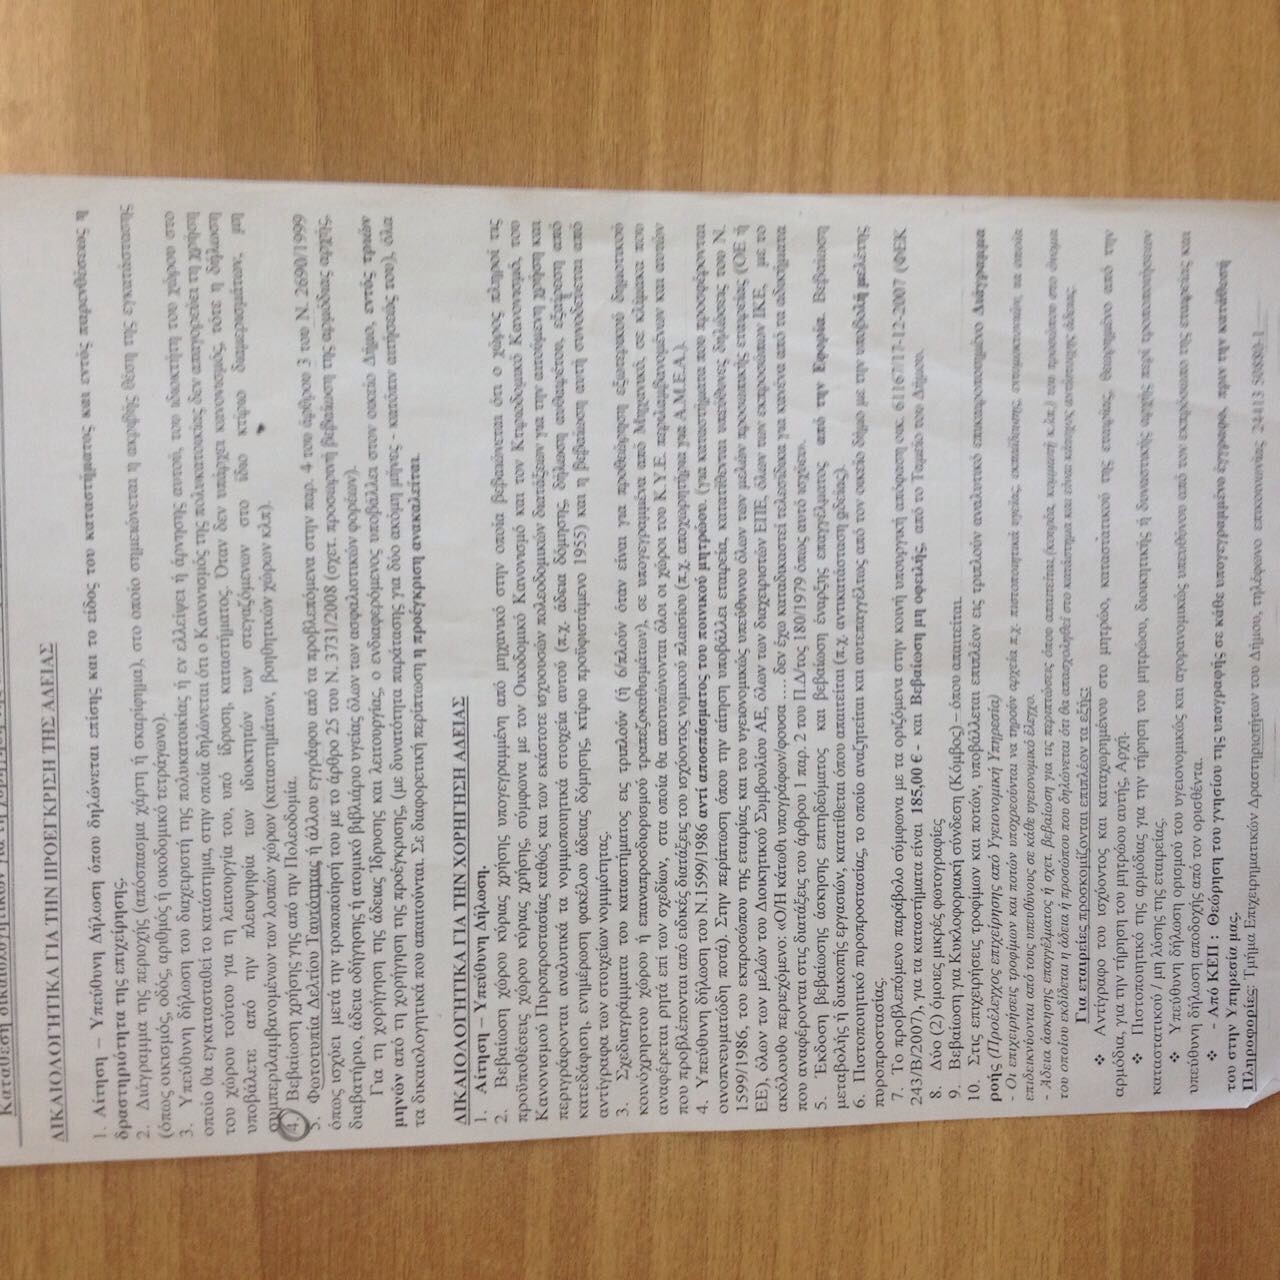 Κατάθεση δικαιολογητικών για τη χορήγηση της
ΔΙΚΑΙΟΛΟΓΗΤΙΚΑ ΓΙΑ ΤΗΝ ΠΡΟΕΓΚΡΙΣΗ ΤΗΣ ΑΔΕΙΑΣ
1. Αίτηση – Υπεύθυνη Δήλωση όπου δηλώνεται επίσης και το είδος του καταστήματος και εντός παρενθέσεως η
δραστηριότητα της επιχείρησης.
2. Διάγραμμα της περιοχής (απόσπασμα χάρτη ή σκαρίφημα), στο οποίο σημειώνεται η ακριβής θέση της εγκατάστασης
(όπως οικισμός, οδός, αριθμός ή οικοδομικό τετράγωνο).
3. Υπεύθυνη δήλωση του διαχειριστή της πολυκατοικίας ή εν ελλείψει ή άρνησης αυτού, του ιδιοκτήτη του χώρου στο
οποίο θα εγκατασταθεί το κατάστημα, στην οποία δηλώνεται ότι ο Κανονισμός της πολυκατοικίας δεν απαγορεύει τη χρήση
του χώρου τούτου για τη λειτουργία του, υπό ίδρυση, καταστήματος. Όταν δεν υπάρχει κανονισμός, τότε η δήλωση
υποβάλετε από την πλειοψηφία των ιδιοκτητών των στεγαζόμενων στο ίδιο κτίριο διαμερισμάτων, μη
συμπεριλαμβανομένων των λοιπών χώρων (καταστημάτων, βοηθητικών χώρων κλπ).
4. Βεβαίωση χρήσης γης από την Πολεοδομία.
5. Φωτοτυπία Δελτίου Ταυτότητας ή άλλου εγγράφου από τα προβλεπόμενα στην παρ. 4 του άρθρου 3 του Ν. 2690/1999
όπως ισχύει μετά την τροποποίησή του με το άρθρο 25 του Ν. 3731/2008 (σχετ. προσωρινή βεβαίωση της αρμόδιας αρχής,
διαβατήριο, άδεια οδήγησης ή ατομικό βιβλιάριο υγείας όλων των ασφαλιστικών φορέων).
Για τη χορήγηση της άδειας Ίδρυσης και λειτουργίας, ο ενδιαφερόμενος υποβάλλει στον οικείο Δήμο, εντός τριών
μηνών από τη χορήγηση της προέγκρισης, (με δυνατότητα παράτασης για δύο ακόμη μήνες - κατόπιν αιτήσεώς του), όλα
τα δικαιολογητικά που απαιτούνται. Σε διαφορετική περίπτωση η προέγκριση ανακαλείται.
ΔΙΚΑΙΟΛΟΓΗΤΙΚΑ ΓΙΑ ΤΗΝ ΧΟΡΗΓΗΣΗ ΑΔΕΙΑΣ
1. Αίτηση – Υπεύθυνη Δήλωση.
2. Βεβαίωση χώρου κύριας χρήσης υπογεγραμμένη από μηχανικό στην οποία βεβαιώνεται ότι ο χώρος πληροί τις
προϋποθέσεις χώρου κύριας χρήσης, σύμφωνα με τον Οικοδομικό Κανονισμό και τον Κτιριοδομικό Κανονισμό, του
Κανονισμού Πυροπροστασίας καθώς και των εκάστοτε ισχυουσών πολεοδομικών διατάξεων για την αιτούμενη χρήση και
περιγράφονται αναλυτικά τα νομιμοποιητικά στοιχεία αυτού (π.χ. άδεια δόμησης, δήλωση αυθαιρέτου, εξαίρεση από
κατεδάφιση, ενημέρωση φακέλου άδειας δόμησης, κτίριο προϋφιστάμενο 1955) και η βεβαίωση αυτή συνοδεύεται από
αντίγραφα των στοιχείων νομιμότητας.
3. Σχεδιαγράμματα του καταστήματος εις τριπλούν (ή 6/πλούν όταν είναι για προθεώρηση εξωτερικού δημοτικού
κοινόχρηστου χώρου ή επαναπροσδιορισμού τραπεζοκαθισμάτων), σε υπογεγραμμένα από Μηχανικό, σε κλίμακα που
αναφέρεται ρητά επί των σχεδίων, στα οποία θα αποτυπώνονται όλοι οι χώροι του Κ.Υ.Ε. περιλαμβανομένων και αυτών
που προβλέπονται από ειδικές διατάξεις του ισχύοντος νομικού πλαισίου (π.χ. αποχωρητήρια για Α.Μ.Ε.Α.).
4. Υπεύθυνη δήλωση του Ν.1599/1986 αντί αποσπάσματος του ποινικού μητρώου. (για καταστήματα που προσφέρονται
οινοπνευματώδη ποτά). Στην περίπτωση όπου την αίτηση υποβάλλει εταιρεία, κατατίθενται υπεύθυνες δηλώσεις του Ν.
1599/1986, του εκπροσώπου της εταιρίας και του υγειονομικώς υπεύθυνου όλων των μελών προσωπικής εταιρείας (ΟΕ ή
ΕΕ), όλων των μελών του Διοικητικού Συμβουλίου ΑΕ, όλων των διαχειριστών ΕΠΕ, όλων των εκπροσώπων ΙΚΕ, με το
ακόλουθο περιεχόμενο: «Ο/Η κάτωθι υπογράφων/φουσα …. δεν έχω καταδικαστεί τελεσίδικα για κανένα από τα αδικήματα
που αναφέρονται στις διατάξεις του άρθρου 1 παρ. 2 του Π.Δ/τος 180/1979 όπως αυτό ισχύει».
5. Έκδοση βεβαίωσης άσκησης επιτηδεύματος και βεβαίωση έναρξης επαγγέλματος από την Εφορία. Βεβαίωση
μεταβολής ή διακοπής εργασιών, κατατίθεται όπου απαιτείται (π.χ. αντικατάσταση αδείας).
6. Πιστοποιητικό πυροπροστασίας, το οποίο αναζητείται και αυτεπαγγέλτως από τον οικείο δήμο με την υποβολή μελέτης
πυροπροστασίας.
7. Το προβλεπόμενο παράβολο σύμφωνα με τα οριζόμενα στην κοινή υπουργική απόφαση οικ. 61167/17-12-2007 (ΦΕΚ
243/Β/2007), για τα καταστήματα είναι 185,00 € - και Βεβαίωση μη οφειλής, από το Ταμείο του Δήμου.
8. Δύο (2) όμοιες μικρές φωτογραφίες
9. Βεβαίωση για Κυκλοφοριακή σύνδεση (Κόμβος) – όπου απαιτείται.
10. Στις επιχειρήσεις τροφίμων και ποτών, υποβάλλεται επιπλέον εις τριπλούν αναλυτικό επικαιροποιημένο Διάγραμμα
ροής (Προέλεγχος επιχείρησης από Υγειονομική Υπηρεσία)
- Οι επιχειρήσεις τροφίμων και ποτών υποχρεούνται να τηρούν αρχεία π.χ. πιστοποιητικά υγείας, εκπαίδευσης, εντομοκτονιών, τα οποία
επιδεικνύονται από τους υπευθύνους σε κάθε υγειονομικό έλεγχο.
- Άδεια άσκησης επαγγέλματος ή σχετ. βεβαίωση για τις περιπτώσεις όπου απαιτείται (κουρέα, κομμωτή κ.λπ.) του προσώπου στο όνομα
του οποίου εκδίδεται η άδεια ή προσώπου που δηλώνεται ότι θα απασχοληθεί στο κατάστημα και είναι κάτοχος αντίστοιχης άδειας.
Για εταιρείες προσκομίζονται επιπλέον τα εξής:
❖ Αντίγραφο του ισχύοντος και καταχωρημένου στο μητρώο, καταστατικού της εταιρίας, θεωρημένο από την
αρμόδια, για την τήρηση του μητρώου αυτής, Αρχή.
❖ Πιστοποιητικό της αρμόδιας για την τήρηση του μητρώου, διοικητικής ή δυναστικής αρχής περί τροποποιήσεων
καταστατικού / μη λύσης της εταιρείας.
❖ Υπεύθυνη δήλωση ορισμού του υγειονομικώς και αγορανομικώς υπευθύνου από τον εκπρόσωπο της εταιρείας και
υπεύθυνη δήλωση αποδοχής από τον ορισθέντα.
❖ - Από ΚΕΠ : Θεώρηση του γνησίου της υπογραφής σε κάθε υπογεγραμμένο έγγραφο, πριν την κατάθεσή
του στην Υπηρεσία μας.
Πληροφορίες: Τμήμα Επιχειρηματικών Δραστηριοτήτων του Δήμου, τηλέφωνο επικοινωνίας 24413 50880-1